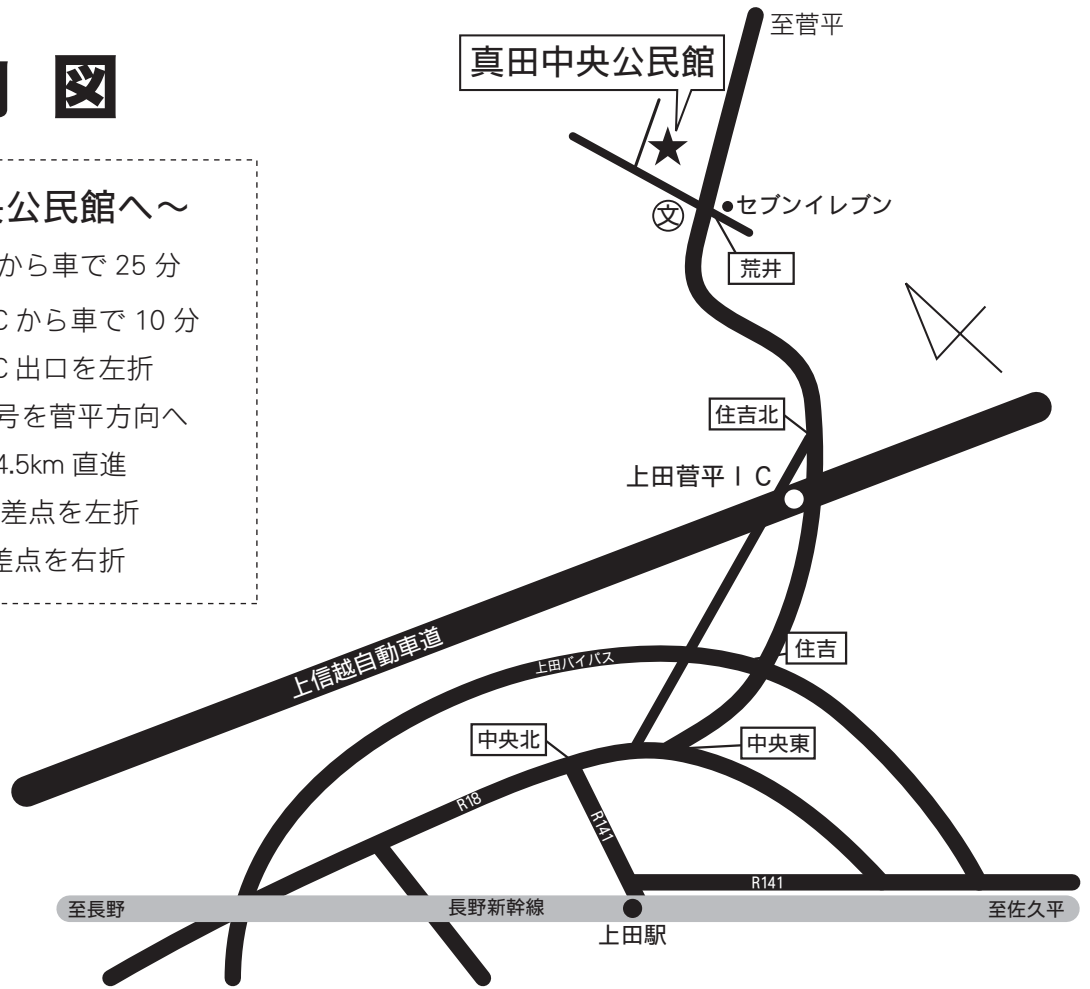 図
公民館へ～
から車で 25 分
から車で 10 分
出口を左折
号を菅平方向へ
4.5km 直進
差点を左折
差点を右折
至菅平
真田中央公民館
文
セブンイレブン
荒井
住吉北
上田菅平ＩＣ
上信越自動車道
上田バイパス
住吉
中央北
中央東
R18
R141
R141
至長野
長野新幹線
至佐久平
上田駅